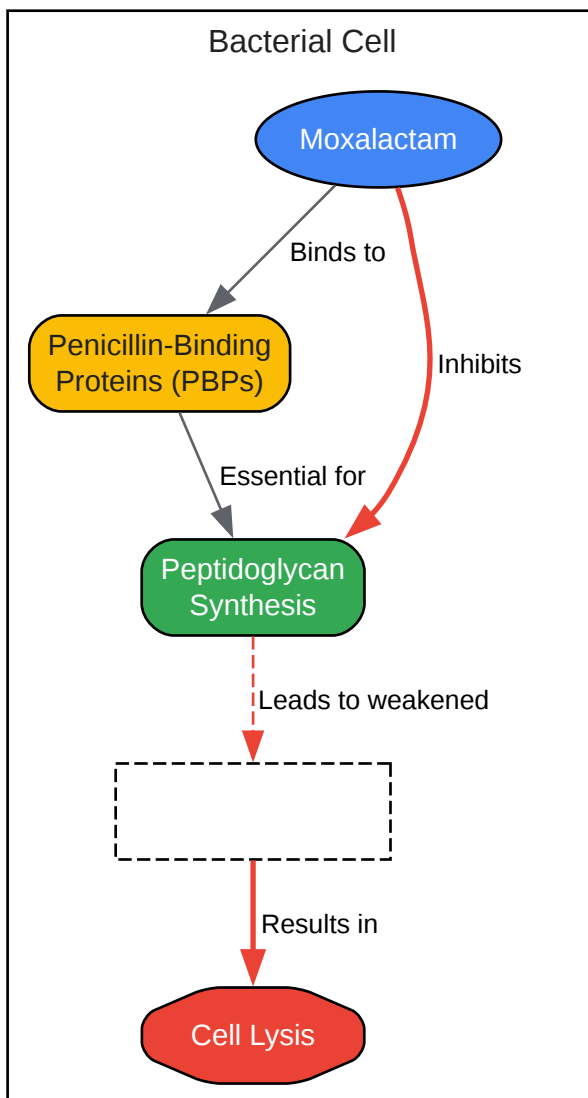 Bacterial Cell
Moxalactam
Binds to
Penicillin-Binding
Proteins (PBPs)
Inhibits
Essential for
Peptidoglycan
Synthesis
Leads to weakened
Results in
Cell Lysis